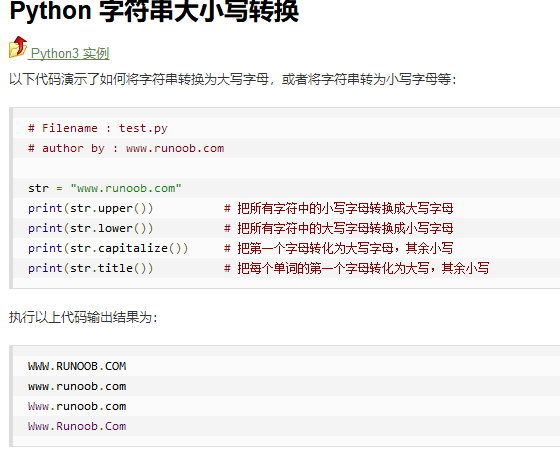 Python 字符串大小写转换
Python3 实例
以下代码演示了如何将字符串转换为大写字母，或者将字符串转为小写字母等：
# Filename : test.py
# author by : www.runoob.com
str = "www.runoob.com"
print(str.upper())          # 把所有字符中的小写字母转换成大写字母
print(str.lower())          # 把所有字符中的大写字母转换成小写字母
print(str.capitalize())     # 把第一个字母转化为大写字母，其余小写
print(str.title())          # 把每个单词的第一个字母转化为大写，其余小写
执行以上代码输出结果为：
WWW.RUNOOB.COM
www.runoob.com
Www.runoob.com
Www.Runoob.Com